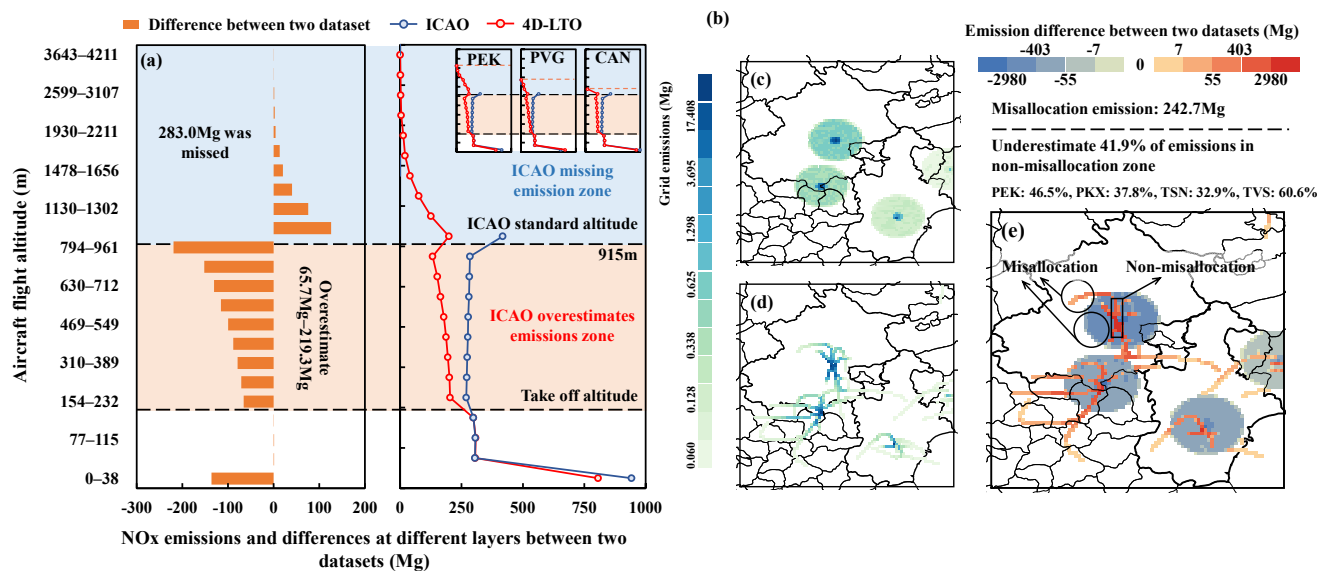 Difference between two dataset
ICAO
4D-LTO
(a)
Aircraft flight altitude (m)
3643–4211
2599–3107
1930–2211
1478–1656
1130–1302
794–961
630–712
469–549
310–389
154–232
77–115
0–38
283.0Mg was
missed
Overestimate
65.7Mg–219.3Mg
-300
-200
-100
0
100
200
0
250
500
750
1000
PEK
PVG
CAN
ICAO missing
emission zone
ICAO standard altitude
915m
ICAO overestimates
emissions zone
Take off altitude
NOx emissions and differences at different layers between two
datasets (Mg)
(b)
Grid emissions (Mg)
17.408
3.695
1.298
0.625
0.338
0.128
0.060
(c)
(d)
Emission difference between two datasets (Mg)
-403
-7
7
403
0
-2980
-55
55
2980
Misallocation emission: 242.7Mg
Underestimate 41.9% of emissions in
non-misallocation zone
PEK: 46.5%, PKX: 37.8%, TSN: 32.9%, TVS: 60.6%
(e)
Misallocation
Non-misallocation